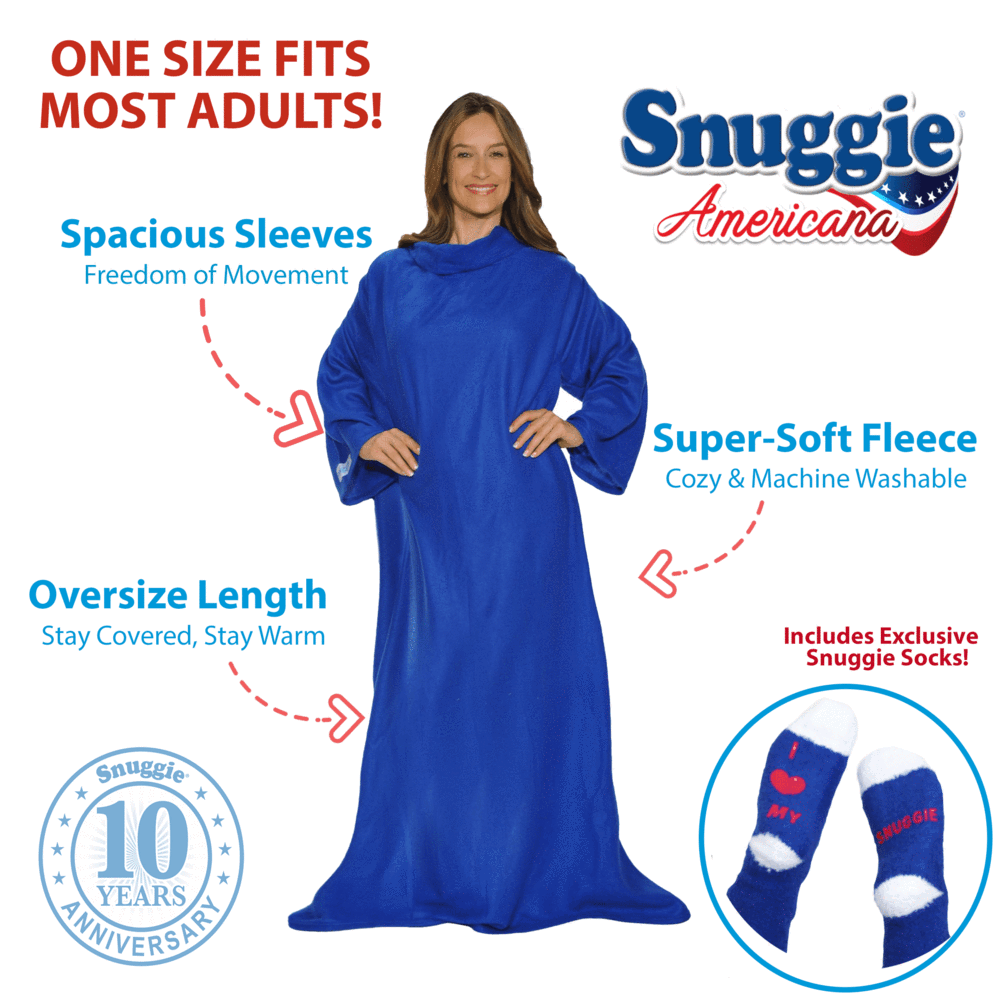 ONE SIZE FITS
MOST ADULTS!
Snuggie®
Americana
Spacious Sleeves
Freedom of Movement
Super-Soft Fleece
Cozy & Machine Washable
Oversize Length
Stay Covered, Stay Warm
Includes Exclusive
Snuggie Socks!
I
MY
SNUGGIE
Snuggie
10
YEARS
ANNIVERSARY